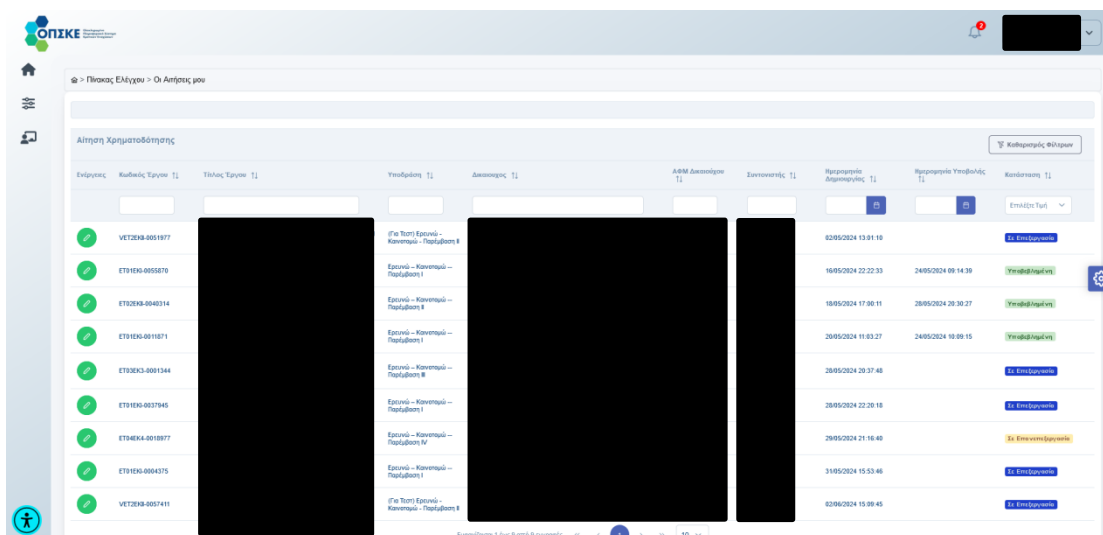 ΟΠΣΚΕ
2
> Πίνακας Ελέγχου > Οι Αιτήσεις μου
Αίτηση Χρηματοδότησης
Καθαρισμός Φίλτρων
Ενέργειες Κωδικός Έργου Τίτλος Έργου Υποδράση Δικαιούχος ΑΦΜ Δικαιούχου Συντονιστής Ημερομηνία Δημιουργίας Ημερομηνία Υποβολής Κατάσταση
Επιλέξτε Τιμή
VET2EKII-0051977 (Για Τεστ) Ερευνώ - Καινοτομώ - Παρέμβαση II 02/05/2024 13:01:10 Σε Επεξεργασία
ET01EKI-0055870 Ερευνώ – Καινοτομώ – Παρέμβαση I 16/05/2024 22:22:33 24/05/2024 09:14:39 Υποβεβλημένη
ET02EKII-0040314 Ερευνώ – Καινοτομώ – Παρέμβαση II 18/05/2024 17:00:11 28/05/2024 20:30:27 Υποβεβλημένη
ET01EKI-0011671 Ερευνώ – Καινοτομώ – Παρέμβαση I 20/05/2024 11:03:27 24/05/2024 10:09:15 Υποβεβλημένη
ET03EK3-0001344 Ερευνώ – Καινοτομώ – Παρέμβαση III 28/05/2024 20:37:48 Σε Επεξεργασία
ET01EKI-0037945 Ερευνώ – Καινοτομώ – Παρέμβαση I 28/05/2024 22:20:18 Σε Επεξεργασία
ET04EK4-0018977 Ερευνώ – Καινοτομώ – Παρέμβαση IV 29/05/2024 21:16:40 Σε Επανεπεξεργασία
ET01EKI-0004375 Ερευνώ – Καινοτομώ – Παρέμβαση I 31/05/2024 15:53:46 Σε Επεξεργασία
VET2EKII-0057411 (Για Τεστ) Ερευνώ - Καινοτομώ - Παρέμβαση II 02/06/2024 15:09:45 Σε Επεξεργασία